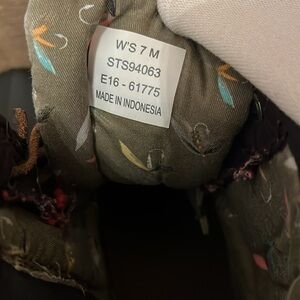 W'S 7 M
STS94063
E16 - 61775
MADE IN INDONESIA